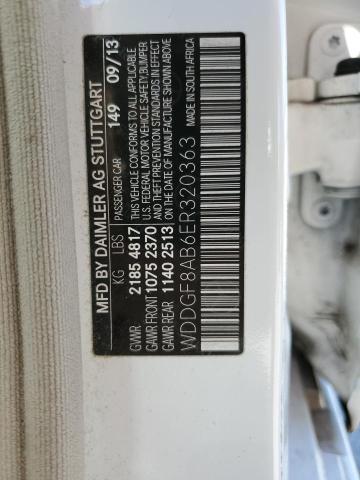 MFD BY DAIMLER AG STUTTGART
KG LBS PASSENGER CAR 149 09/13
GVWR 2185 4817 THIS VEHICLE CONFORMS TO ALL APPLICABLE
U.S. FEDERAL MOTOR VEHICLE SAFETY, BUMPER
GAWR FRONT 1075 2370 AND THEFT PREVENTION STANDARDS IN EFFECT
GAWR REAR 1140 2513 ON THE DATE OF MANUFACTURE SHOWN ABOVE
WDDGF8AB6ER320363 MADE IN SOUTH AFRICA